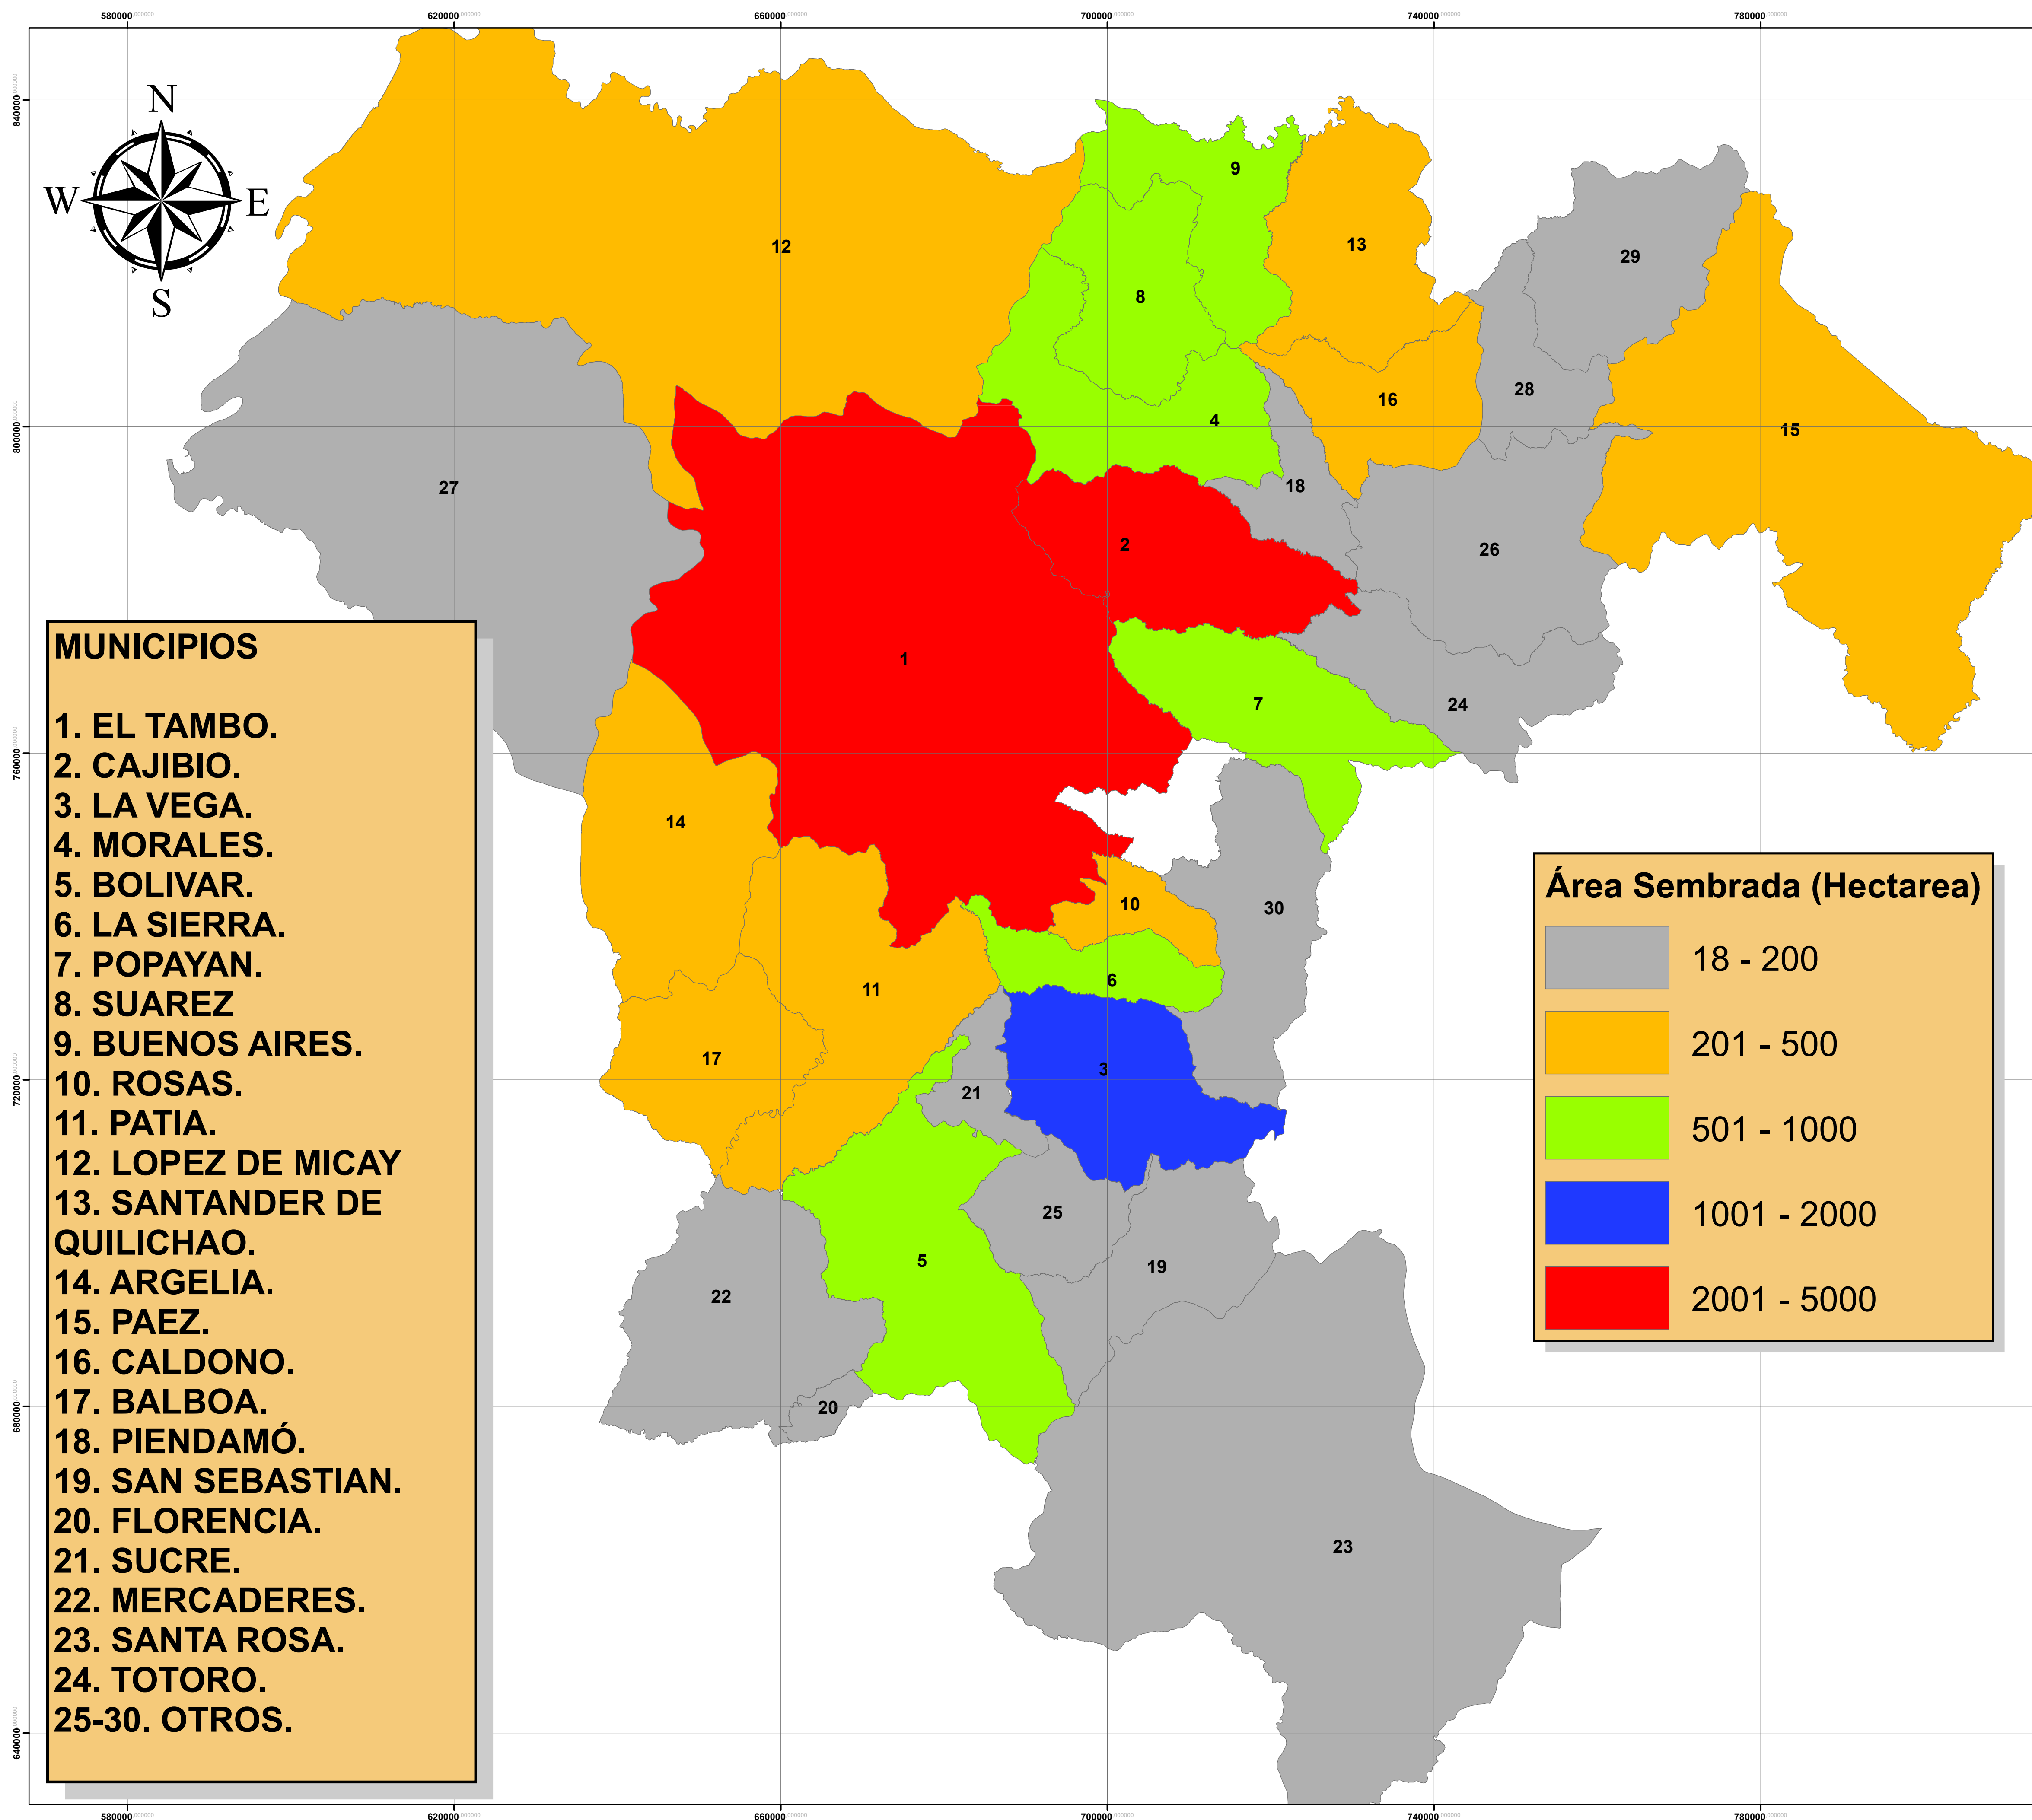 580000 620000 660000 700000 740000 780000
840000
800000
760000
720000
680000
640000
N
W E
S
9
12
13
29
8
16
28
4
15
27
18
2
26
1
7
24
14
10
30
6
11
17
3
21
25
5
19
22
20
23
MUNICIPIOS
1. EL TAMBO.
2. CAJIBIO.
3. LA VEGA.
4. MORALES.
5. BOLIVAR.
6. LA SIERRA.
7. POPAYAN.
8. SUAREZ
9. BUENOS AIRES.
10. ROSAS.
11. PATIA.
12. LOPEZ DE MICAY
13. SANTANDER DE
QUILICHAO.
14. ARGELIA.
15. PAEZ.
16. CALDONO.
17. BALBOA.
18. PIENDAMÓ.
19. SAN SEBASTIAN.
20. FLORENCIA.
21. SUCRE.
22. MERCADERES.
23. SANTA ROSA.
24. TOTORO.
25-30. OTROS.
Área Sembrada (Hectarea)
18 - 200
201 - 500
501 - 1000
1001 - 2000
2001 - 5000
580000 620000 660000 700000 740000 780000